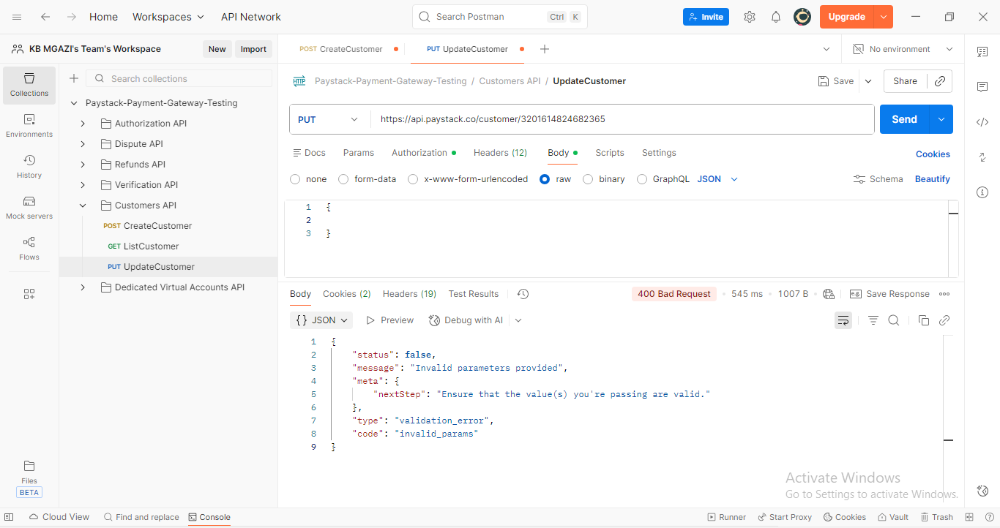 Home Workspaces API Network Search Postman Ctrl K Invite Upgrade
KB MGAZI's Team's Workspace New Import POST CreateCustomer PUT UpdateCustomer No environment
Collections
Environments
History
Mock servers
Flows
Files
BETA
Search collections
Paystack-Payment-Gateway-Testing
Authorization API
Dispute API
Refunds API
Verification API
Customers API
POST CreateCustomer
GET ListCustomer
PUT UpdateCustomer
Dedicated Virtual Accounts API
HTTP Paystack-Payment-Gateway-Testing / Customers API / UpdateCustomer Save Share
PUT https://api.paystack.co/customer/3201614824682365 Send
Docs Params Authorization Headers (12) Body Scripts Settings Cookies
none form-data x-www-form-urlencoded raw binary GraphQL JSON Schema Beautify
1 {
2
3 }
Body Cookies (2) Headers (19) Test Results 400 Bad Request 545 ms 1007 B e.g. Save Response
{} JSON Preview Debug with AI
1 {
2 "status": false,
3 "message": "Invalid parameters provided",
4 "meta": {
5 "nextStep": "Ensure that the value(s) you're passing are valid."
6 },
7 "type": "validation_error",
8 "code": "invalid_params"
9 }
Activate Windows
Go to Settings to activate Windows.
Cloud View Find and replace Console Runner Start Proxy Cookies Vault Trash